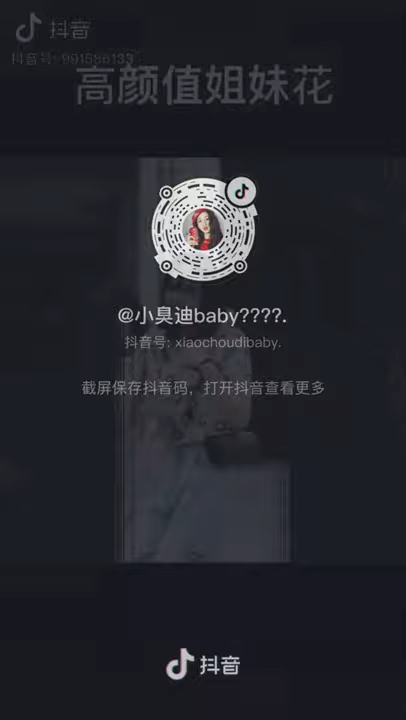 抖音
抖音号: 991586133
高颜值姐妹花
@小臭迪baby????.
抖音号: xiaochoudibaby.
截屏保存抖音码，打开抖音查看更多
抖音